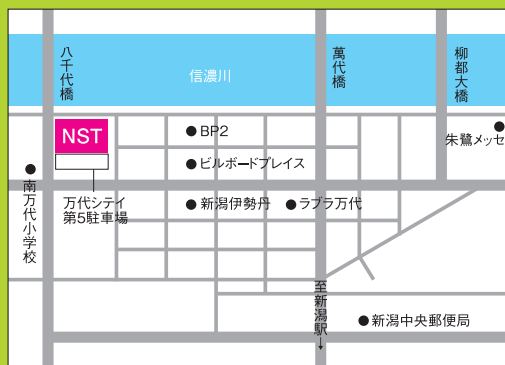 八千代橋
信濃川
萬代橋
柳都大橋
NST
BP2
朱鷺メッセ
ビルボードプレイス
南万代小学校
万代シテイ
第5駐車場
新潟伊勢丹
ラブラ万代
至新潟駅
新潟中央郵便局